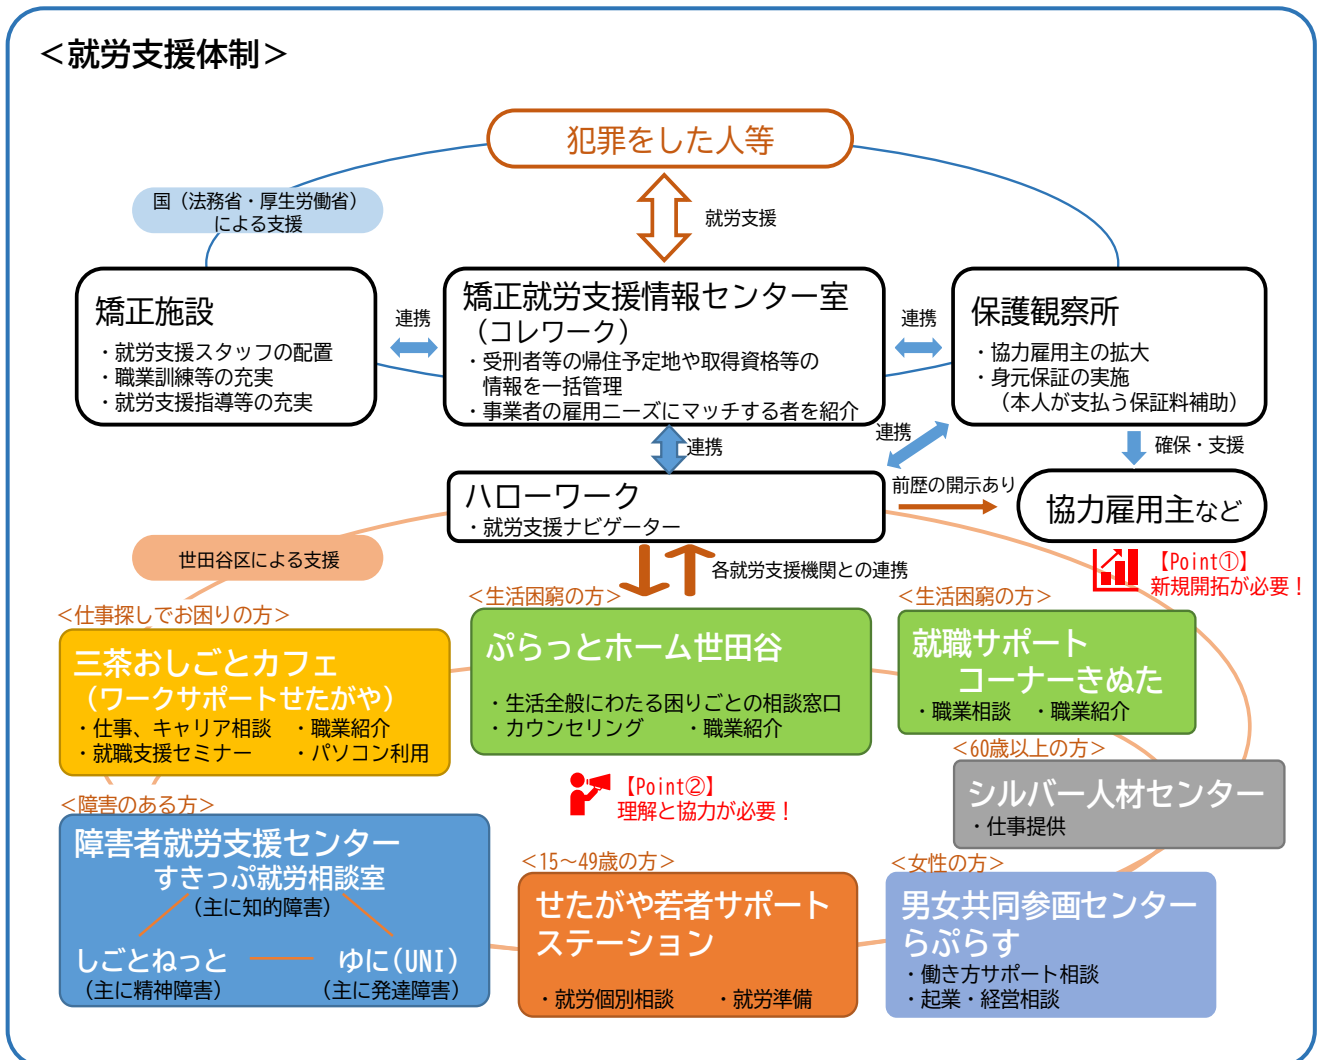 ＜就労支援体制＞
犯罪をした人等
国（法務省・厚生労働省）
による支援
就労支援
矯正施設
・就労支援スタッフの配置
・職業訓練等の充実
・就労支援指導等の充実
連携
矯正就労支援情報センター室
（コレワーク）
・受刑者等の帰住予定地や取得資格等の
情報を一括管理
・事業者の雇用ニーズにマッチする者を紹介
連携
保護観察所
・協力雇用主の拡大
・身元保証の実施
（本人が支払う保証料補助）
連携
連携
確保・支援
ハローワーク
・就労支援ナビゲーター
前歴の開示あり
協力雇用主など
世田谷区による支援
各就労支援機関との連携
【Point①】
新規開拓が必要！
＜仕事探しでお困りの方＞
三茶おしごとカフェ
（ワークサポートせたがや）
・仕事、キャリア相談　・職業紹介
・就職支援セミナー　・パソコン利用
＜生活困窮の方＞
ぷらっとホーム世田谷
・生活全般にわたる困りごとの相談窓口
・カウンセリング　・職業紹介
＜生活困窮の方＞
就職サポート
コーナーきぬた
・職業相談　・職業紹介
＜60歳以上の方＞
シルバー人材センター
・仕事提供
【Point②】
理解と協力が必要！
＜障害のある方＞
障害者就労支援センター
すきっぷ就労相談室
（主に知的障害）
しごとねっと
（主に精神障害）
ゆに(UNI)
（主に発達障害）
＜15～49歳の方＞
せたがや若者サポート
ステーション
・就労個別相談　・就労準備
＜女性の方＞
男女共同参画センター
らぷらす
・働き方サポート相談
・起業・経営相談